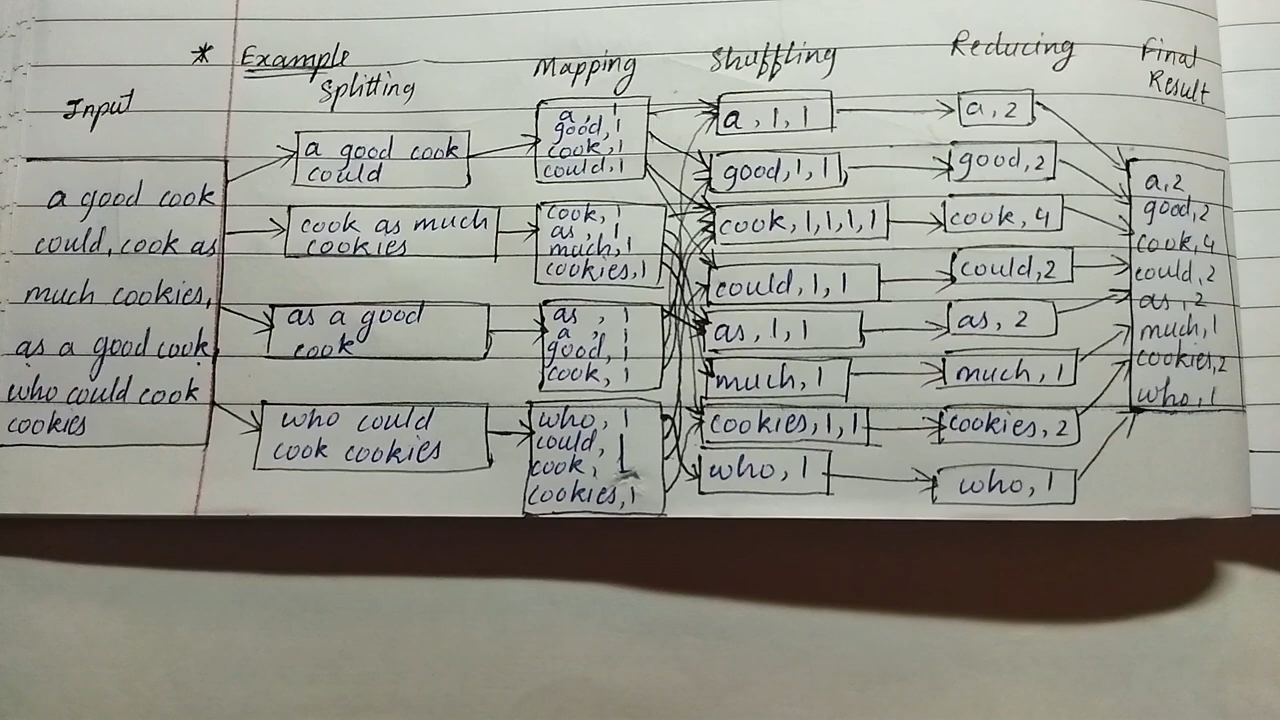 * Example
Input
Splitting
Mapping
Shuffling
Reducing
Final
Result
a good cook
could, cook as
much cookies,
as a good cook,
who could cook
cookies
a good cook
could
cook as much
cookies
as a good
cook
who could
cook cookies
a, 1
good, 1
cook, 1
could, 1
cook, 1
as, 1
much, 1
cookies, 1
as, 1
a, 1
good, 1
cook, 1
who, 1
could, 1
cook, 1
cookies, 1
a, 1, 1
good, 1, 1
cook, 1, 1, 1, 1
could, 1, 1
as, 1, 1
much, 1
cookies, 1, 1
who, 1
a, 2
good, 2
cook, 4
could, 2
as, 2
much, 1
cookies, 2
who, 1
a, 2
good, 2
cook, 4
could, 2
as, 2
much, 1
cookies, 2
who, 1